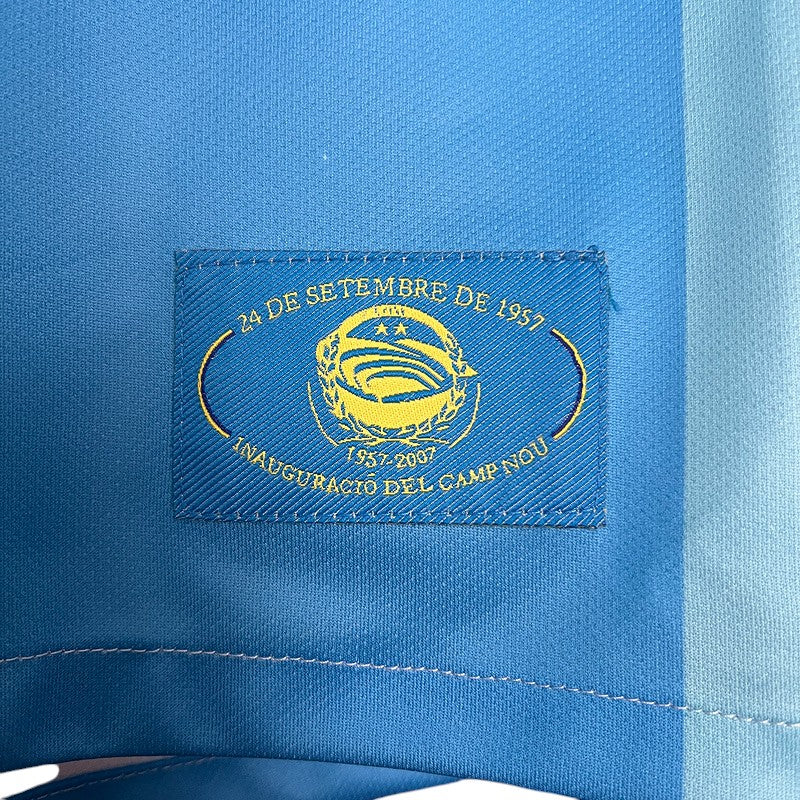 24 DE SETEMBRE DE 1957
1957-2007
INAUGURACIÓ DEL CAMP NOU